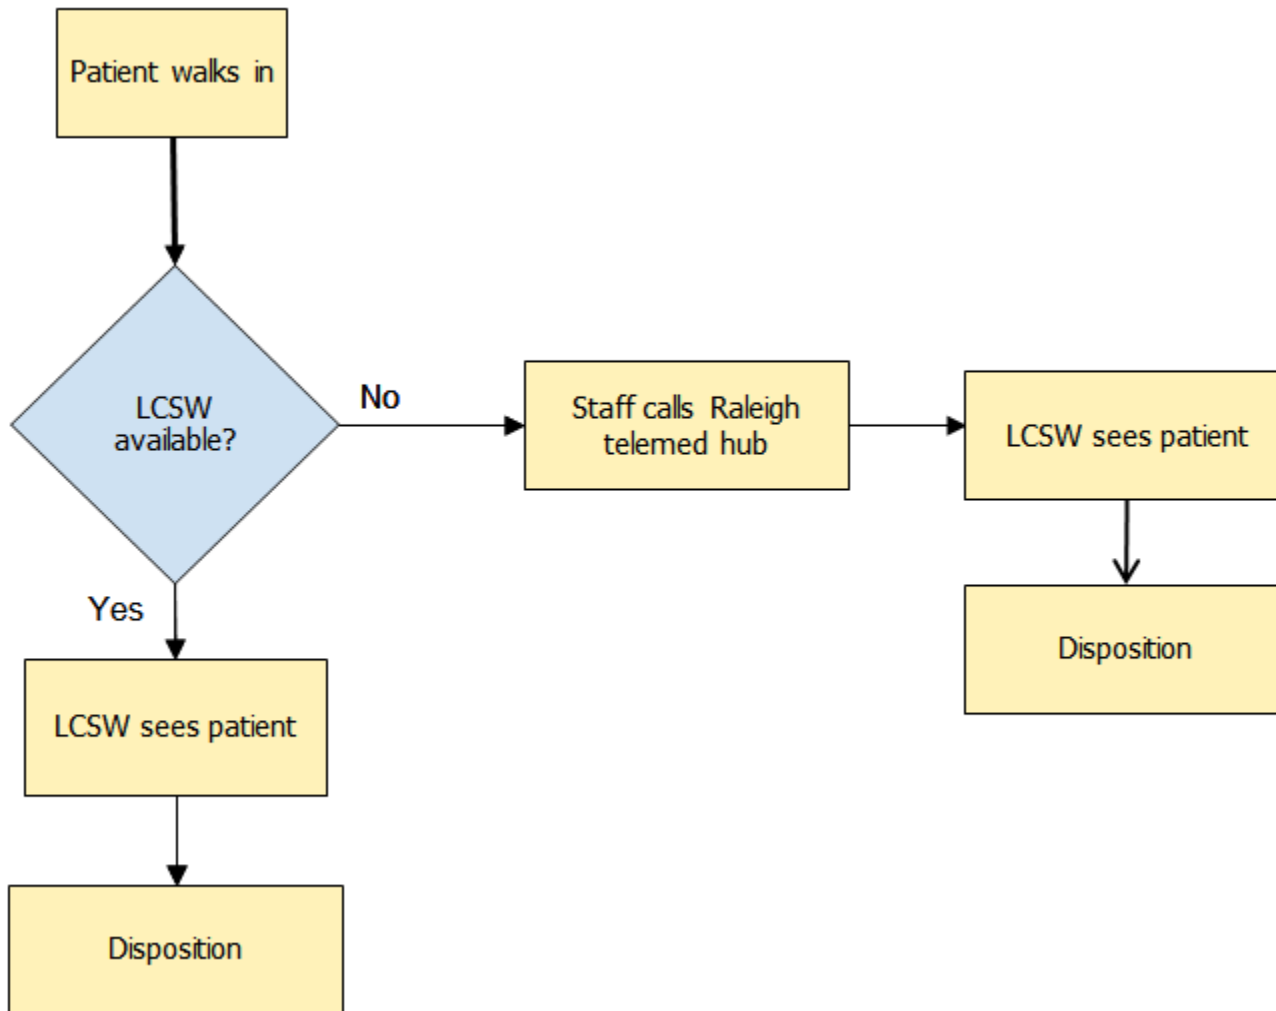 Patient walks in
LCSW
available?
No
Staff calls Raleigh
telemed hub
LCSW sees patient
Disposition
Yes
LCSW sees patient
Disposition